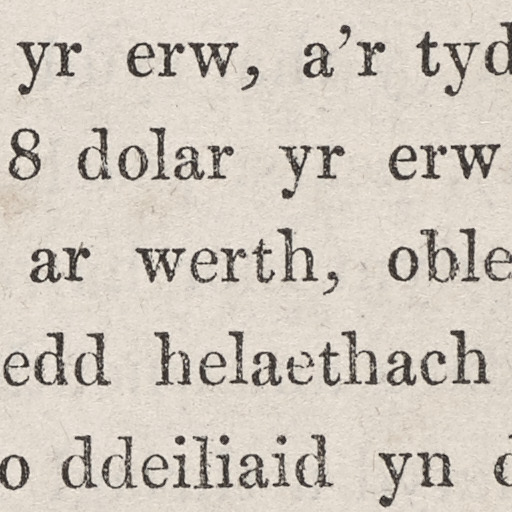 yr erw, a’r tyd
8 dolar yr erw
ar werth, oble
edd helaethach
o ddeiliaid yn